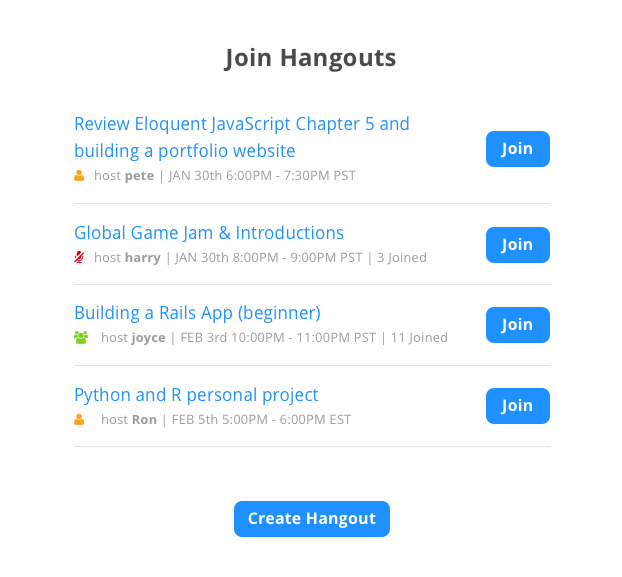 Join Hangouts
Review Eloquent JavaScript Chapter 5 and
building a portfolio website
Join
host pete | JAN 30th 6:00PM - 7:30PM PST
Global Game Jam & Introductions
Join
host harry | JAN 30th 8:00PM - 9:00PM PST | 3 Joined
Building a Rails App (beginner)
Join
host joyce | FEB 3rd 10:00PM - 11:00PM PST | 11 Joined
Python and R personal project
Join
host Ron | FEB 5th 5:00PM - 6:00PM EST
Create Hangout